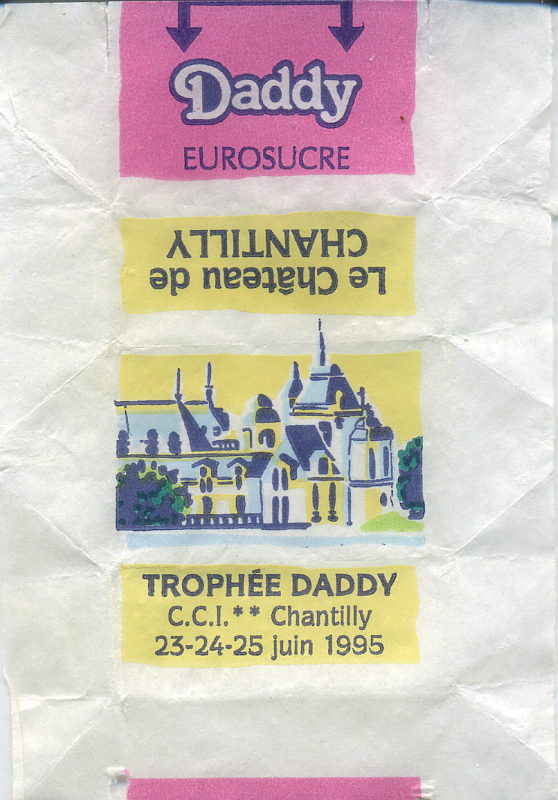 Daddy
EUROSUCRE
Le Château de
CHANTILLY
TROPHÉE DADDY
C.C.I.** Chantilly
23-24-25 juin 1995